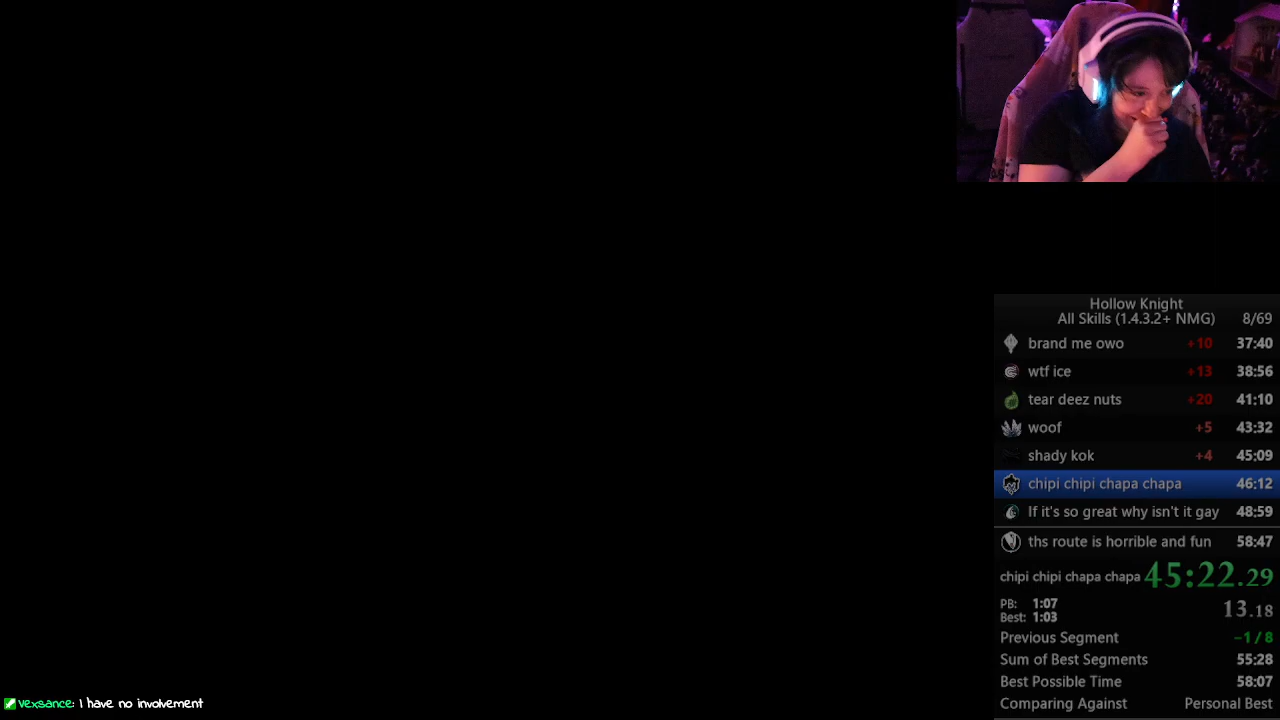 Hollow Knight
All Skills (1.4.3.2+ NMG) 8/69
brand me owo +10 37:40
wtf ice +13 38:56
tear deez nuts +20 41:10
woof +5 43:32
shady kok +4 45:09
chipi chipi chapa chapa 46:12
If it's so great why isn't it gay 48:59
ths route is horrible and fun 58:47
chipi chipi chapa chapa 45:22.29
PB: 1:07 13.18
Best: 1:03
Previous Segment -1 / 8
Sum of Best Segments 55:28
Best Possible Time 58:07
Comparing Against Personal Best
vexsance: I have no involvement